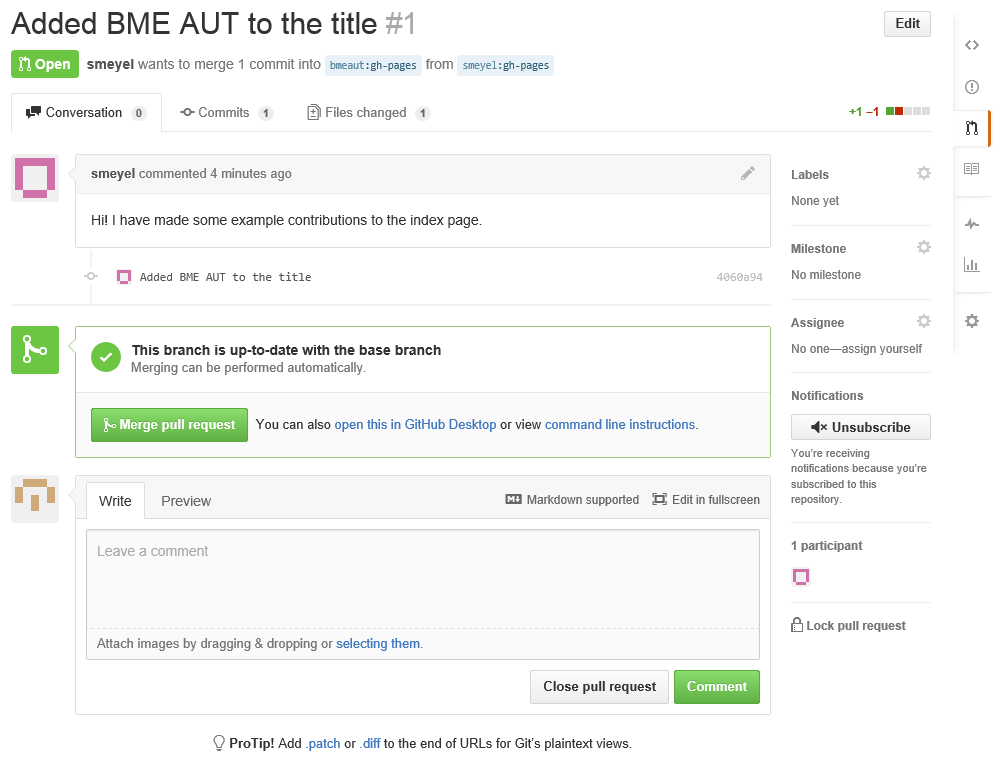 Added BME AUT to the title #1
Edit
Open smeyel wants to merge 1 commit into bmeaut:gh-pages from smeyel:gh-pages
Conversation 0 Commits 1 Files changed 1 +1 −1
smeyel commented 4 minutes ago
Hi! I have made some example contributions to the index page.
Added BME AUT to the title 4060a94
This branch is up-to-date with the base branch
Merging can be performed automatically.
Merge pull request You can also open this in GitHub Desktop or view command line instructions.
Write Preview Markdown supported Edit in fullscreen
Leave a comment
Attach images by dragging & dropping or selecting them.
Close pull request Comment
ProTip! Add .patch or .diff to the end of URLs for Git's plaintext views.
Labels
None yet
Milestone
No milestone
Assignee
No one—assign yourself
Notifications
Unsubscribe
You're receiving
notifications because you're
subscribed to this
repository.
1 participant
Lock pull request